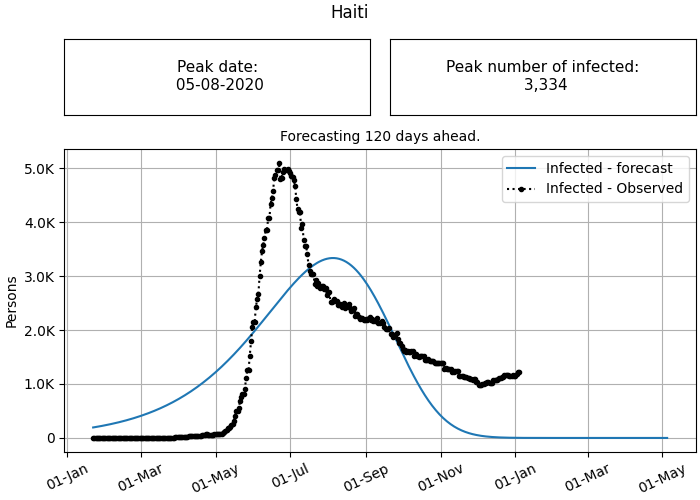 Haiti
Peak date:
05-08-2020
Peak number of infected:
3,334
Forecasting 120 days ahead.
Infected - forecast
Infected - Observed
Persons
5.0K
4.0K
3.0K
2.0K
1.0K
0
01-Jan
01-Mar
01-May
01-Jul
01-Sep
01-Nov
01-Jan
01-Mar
01-May